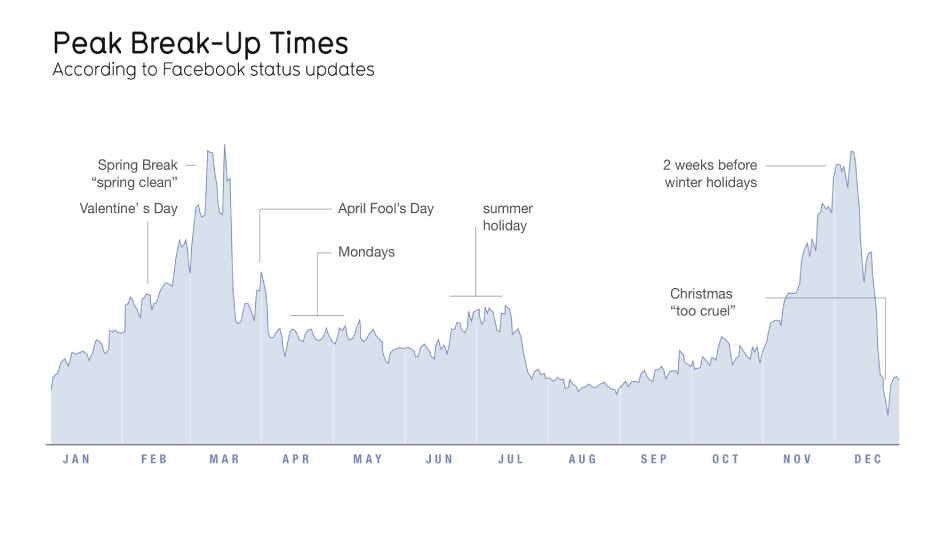 Peak Break-Up Times
According to Facebook status updates
Spring Break
“spring clean”
Valentine’ s Day
April Fool’s Day
Mondays
summer
holiday
2 weeks before
winter holidays
Christmas
“too cruel”
JAN FEB MAR APR MAY JUN JUL AUG SEP OCT NOV DEC